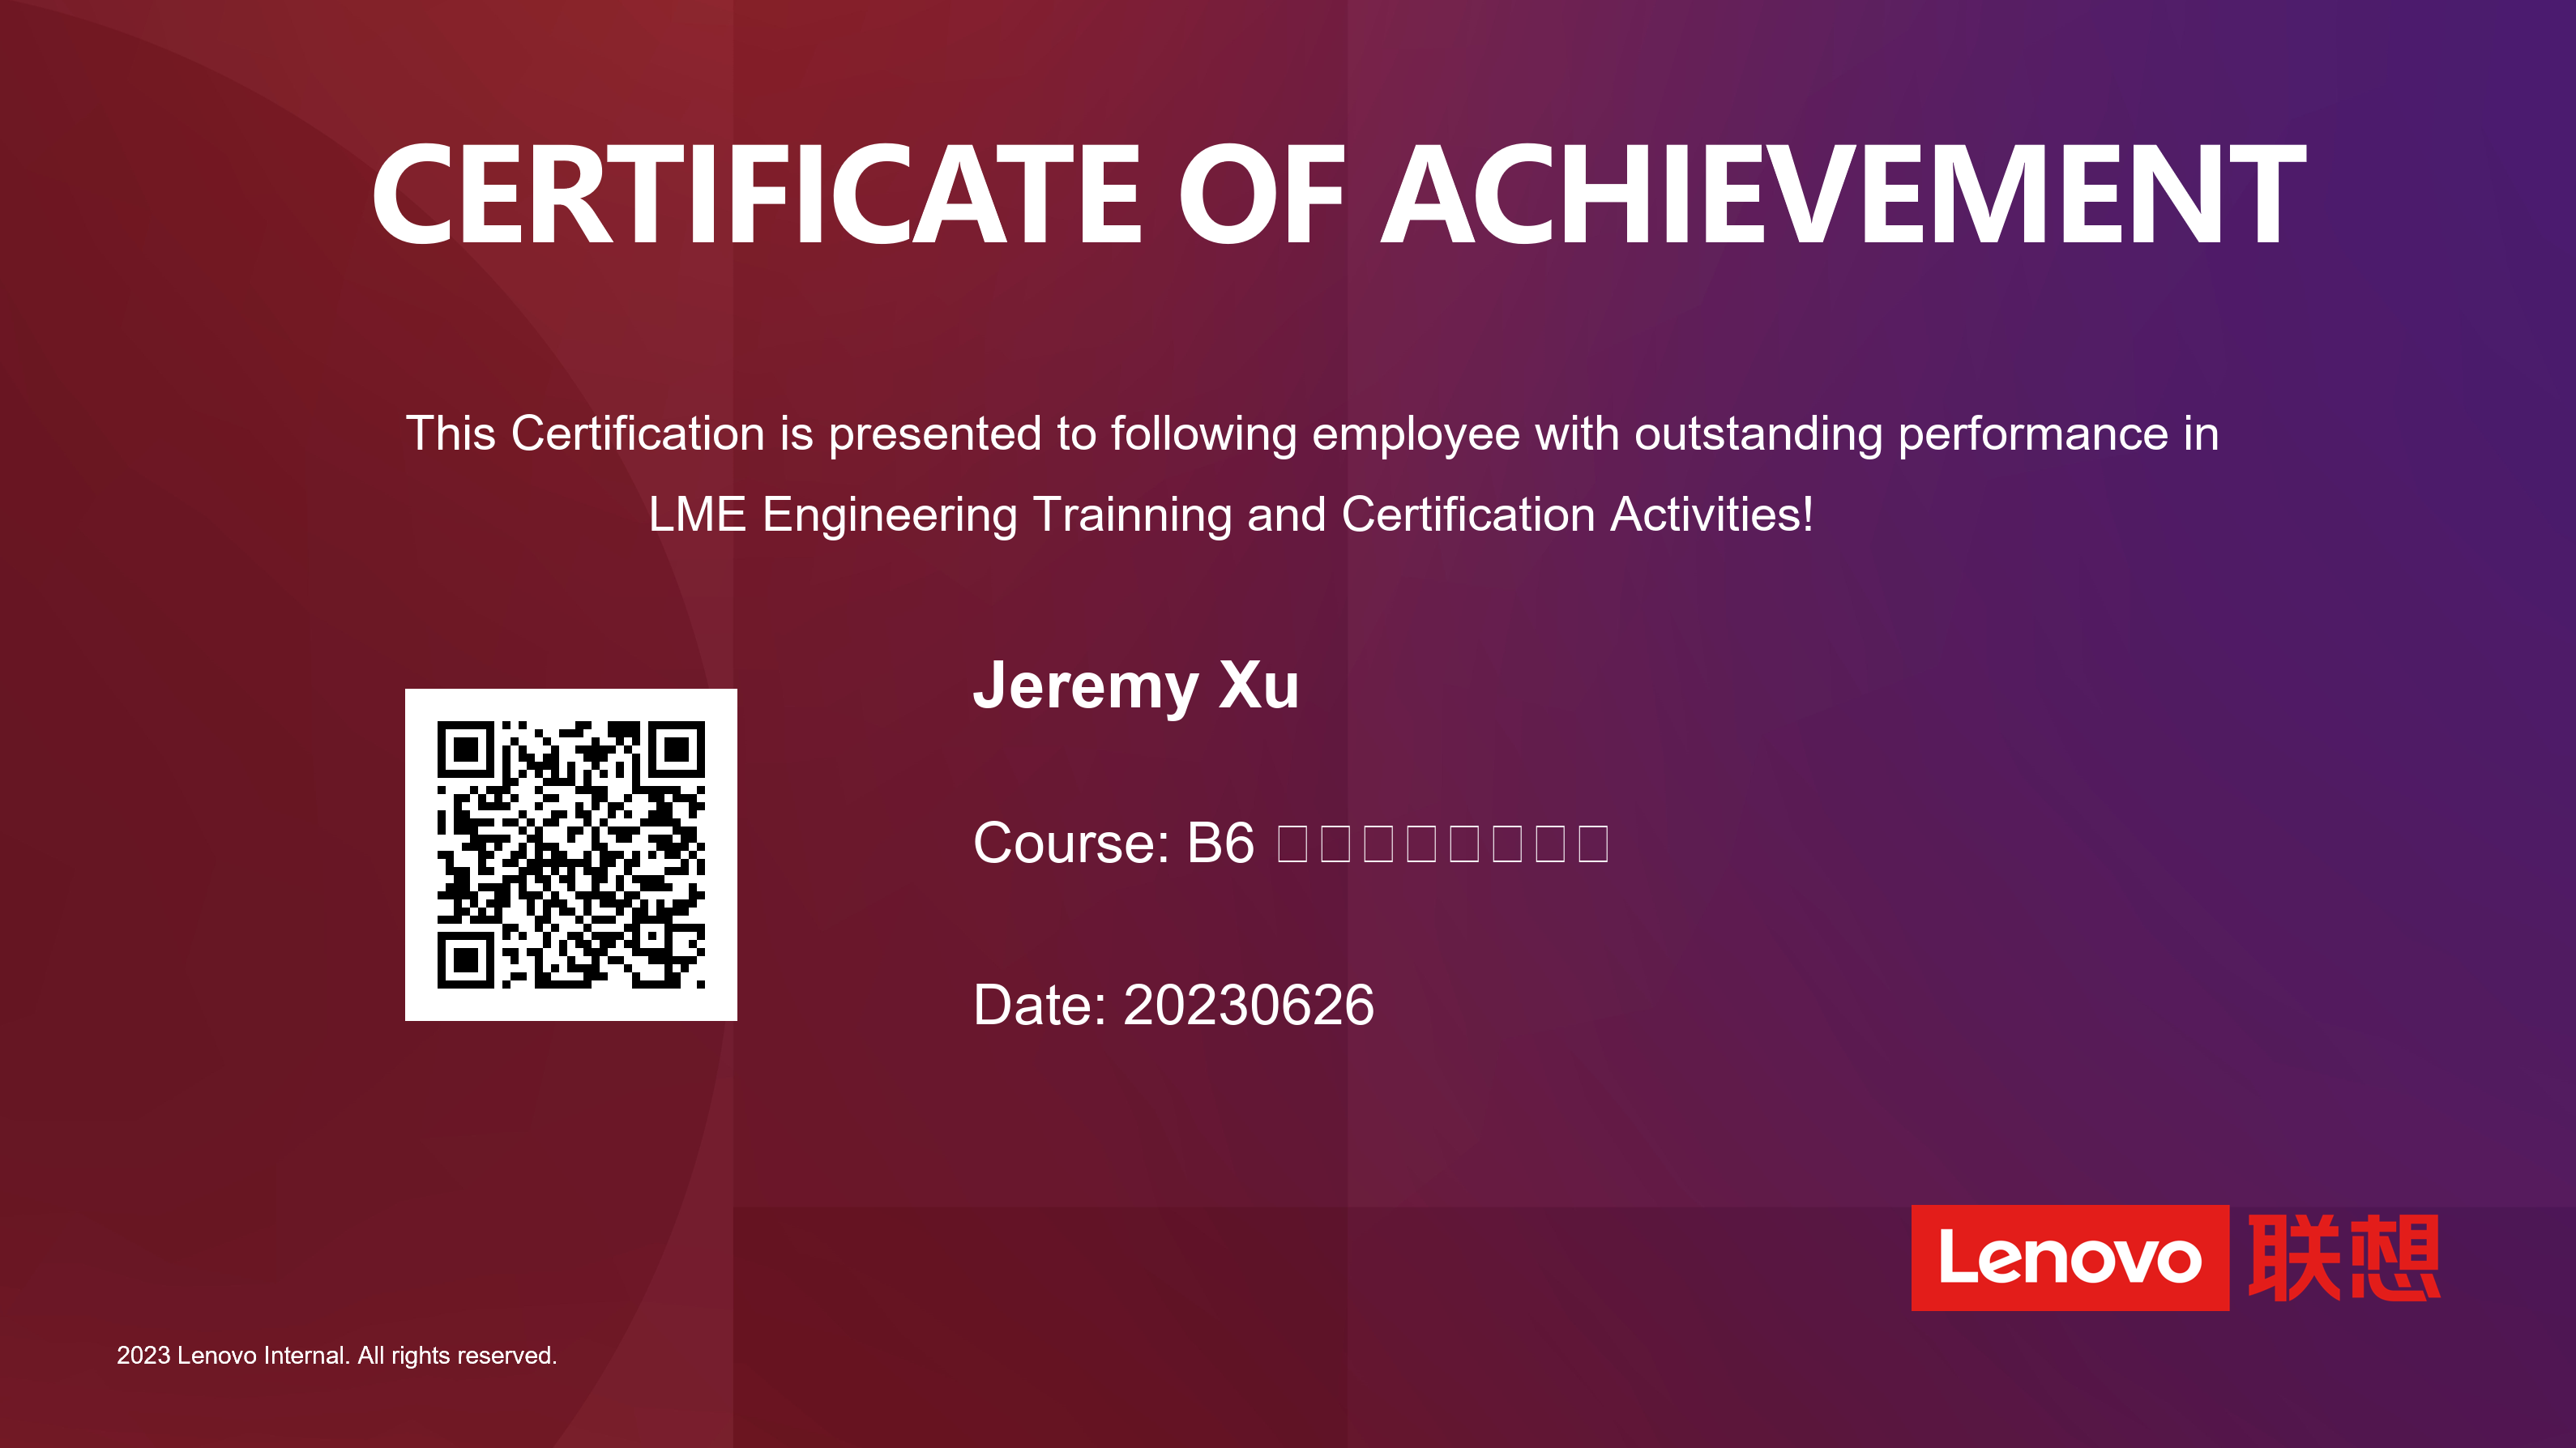 CERTIFICATE OF ACHIEVEMENT
This Certification is presented to following employee with outstanding performance in
LME Engineering Trainning and Certification Activities!
Jeremy Xu
Course: B6
Date: 20230626
Lenovo 联想
2023 Lenovo Internal. All rights reserved.